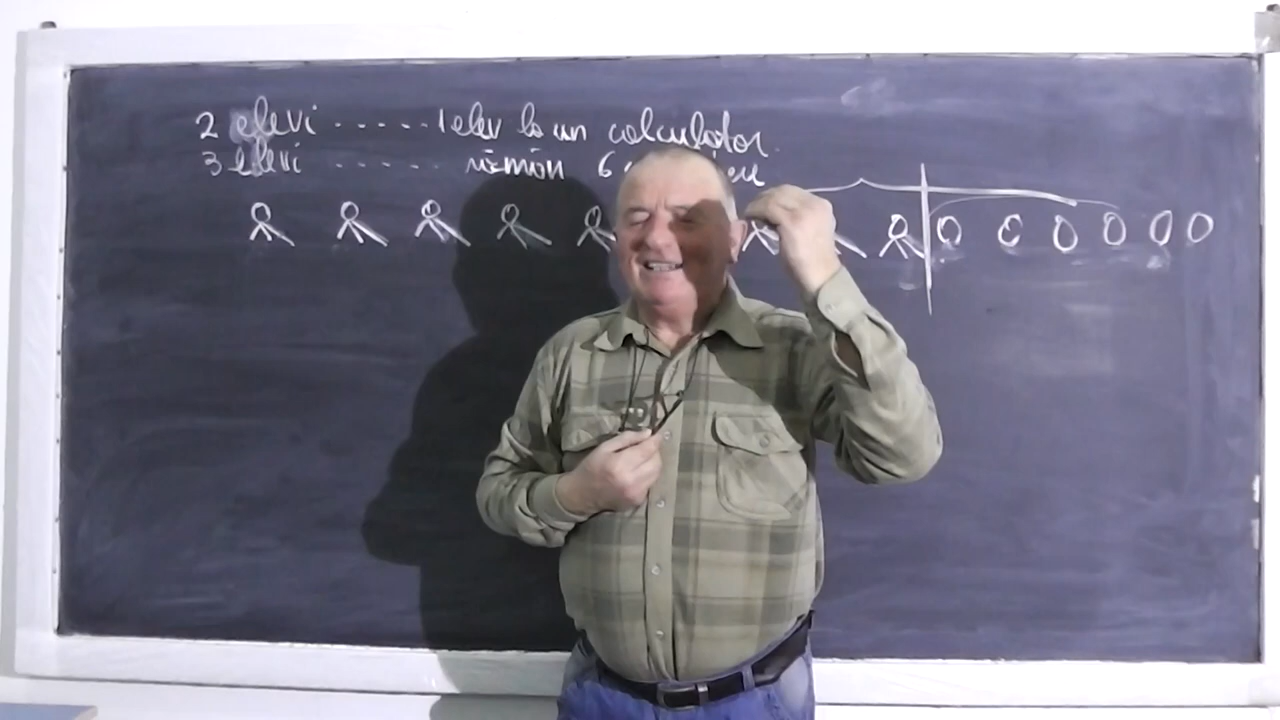 2 elevi ..... 1 elev la un calculator.
3 elevi ...... rămân 6